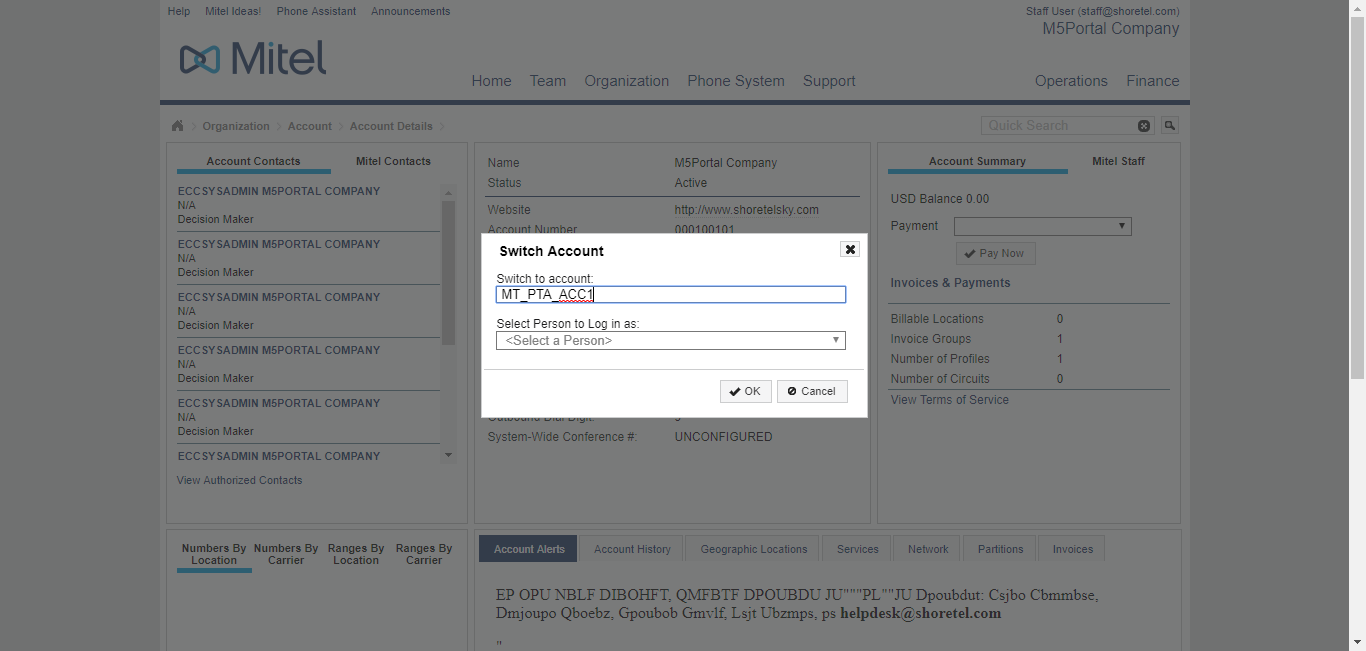 Help Mitel Ideas! Phone Assistant Announcements
Staff User (staff@shoretel.com)
M5Portal Company
Mitel
Home Team Organization Phone System Support Operations Finance
Organization Account Account Details
Quick Search
Account Contacts Mitel Contacts
ECCSYSADMIN M5PORTAL COMPANY
N/A
Decision Maker
ECCSYSADMIN M5PORTAL COMPANY
N/A
Decision Maker
ECCSYSADMIN M5PORTAL COMPANY
N/A
Decision Maker
ECCSYSADMIN M5PORTAL COMPANY
N/A
Decision Maker
ECCSYSADMIN M5PORTAL COMPANY
N/A
Decision Maker
ECCSYSADMIN M5PORTAL COMPANY
View Authorized Contacts
Name M5Portal Company
Status Active
Website http://www.shoretelsky.com
Account Number 000100101
Switch Account
Switch to account:
MT_PTA_ACC1
Select Person to Log in as:
<Select a Person>
OK Cancel
Outbound Dial Digit: 9
System-Wide Conference #: UNCONFIGURED
Account Summary Mitel Staff
USD Balance 0.00
Payment
Pay Now
Invoices & Payments
Billable Locations 0
Invoice Groups 1
Number of Profiles 1
Number of Circuits 0
View Terms of Service
Numbers By Location Numbers By Carrier Ranges By Location Ranges By Carrier
Account Alerts Account History Geographic Locations Services Network Partitions Invoices
EP OPU NBLF DIBOHFT, QMFBTF DPOUBDU JU"""PL""JU Dpoubdut: Csjbo Cbmmbse,
Dmjoupo Qboebz, Gpoubob Gmvlf, Lsjt Ubzmps, ps helpdesk@shoretel.com
"